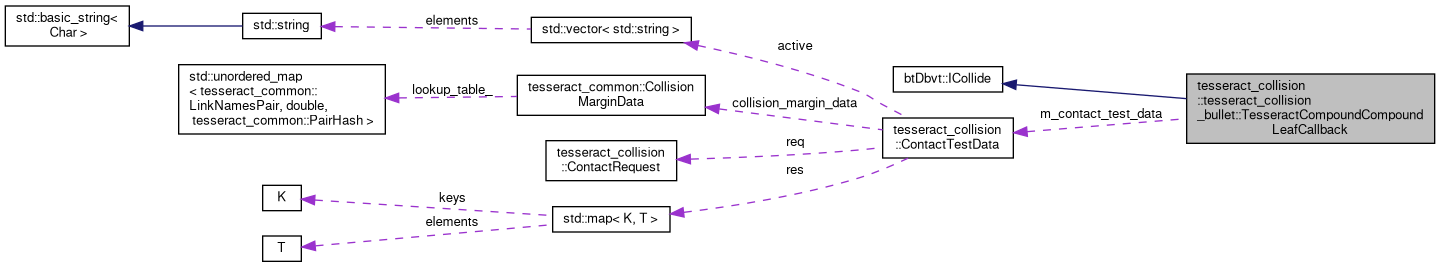 std::basic_string<
Char >
std::string
elements
std::vector< std::string >
active
std::unordered_map
< tesseract_common::
LinkNamesPair, double,
tesseract_common::PairHash >
lookup_table_
tesseract_common::Collision
MarginData
collision_margin_data
btDbvt::ICollide
tesseract_collision
::tesseract_collision
_bullet::TesseractCompoundCompound
LeafCallback
m_contact_test_data
tesseract_collision
::ContactTestData
tesseract_collision
::ContactRequest
req
res
K
keys
std::map< K, T >
elements
T